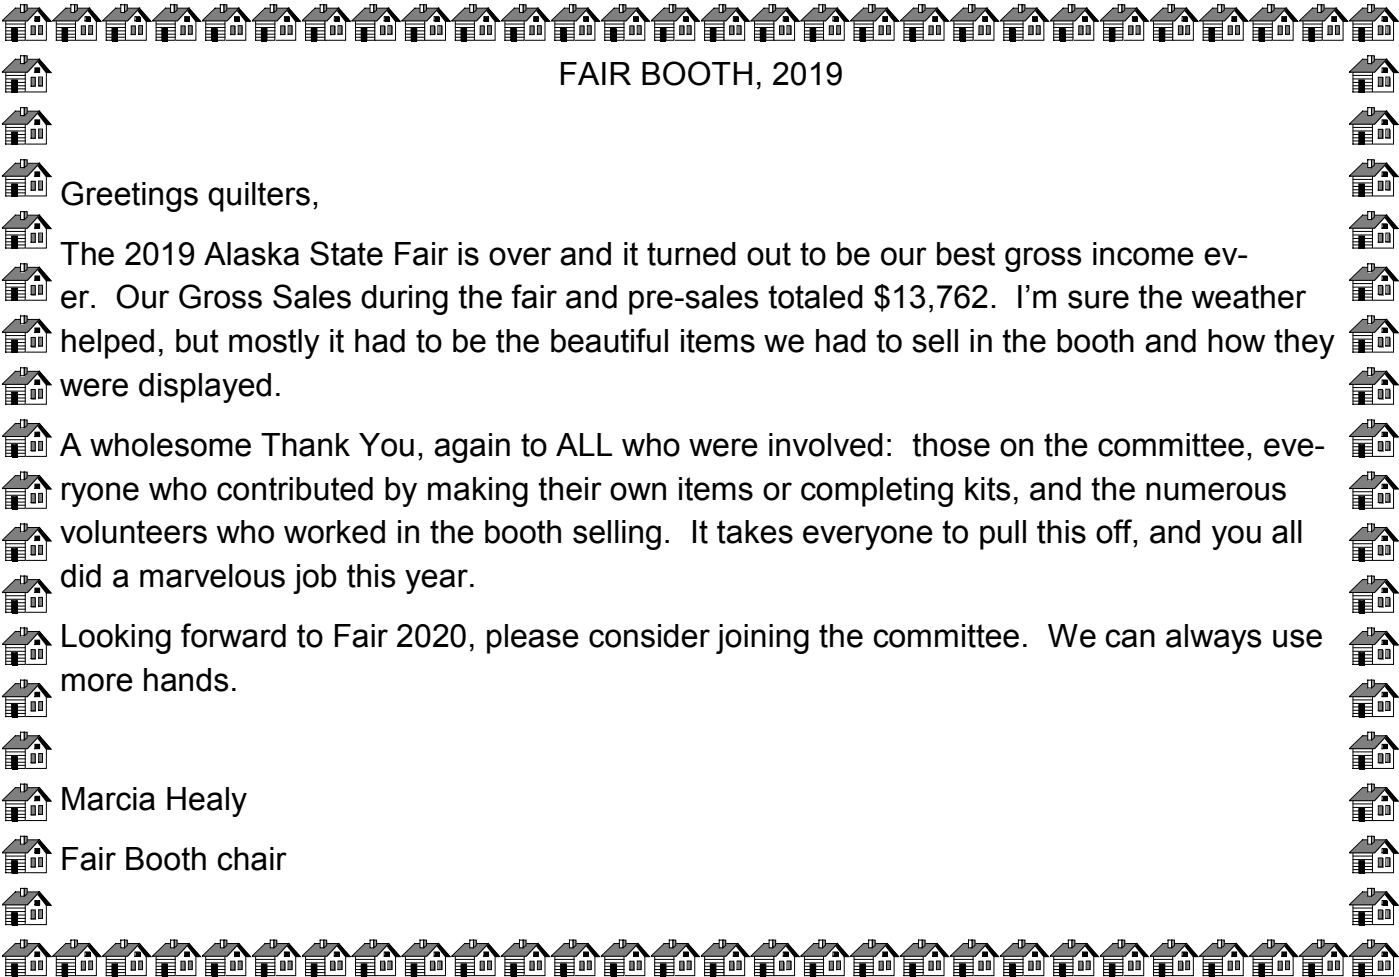 FAIR BOOTH, 2019
Greetings quilters,
The 2019 Alaska State Fair is over and it turned out to be our best gross income ev-
er.  Our Gross Sales during the fair and pre-sales totaled $13,762.  I’m sure the weather
helped, but mostly it had to be the beautiful items we had to sell in the booth and how they
were displayed.
A wholesome Thank You, again to ALL who were involved:  those on the committee, eve-
ryone who contributed by making their own items or completing kits, and the numerous
volunteers who worked in the booth selling.  It takes everyone to pull this off, and you all
did a marvelous job this year.
Looking forward to Fair 2020, please consider joining the committee.  We can always use
more hands.
Marcia Healy
Fair Booth chair